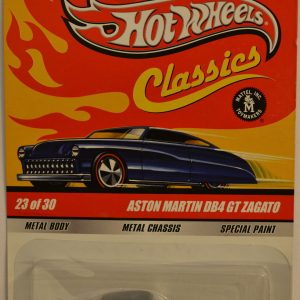 Hot Wheels
Classics
MATTEL, INC.
TOYMAKERS
23 of 30
ASTON MARTIN DB4 GT ZAGATO
METAL BODY METAL CHASSIS SPECIAL PAINT